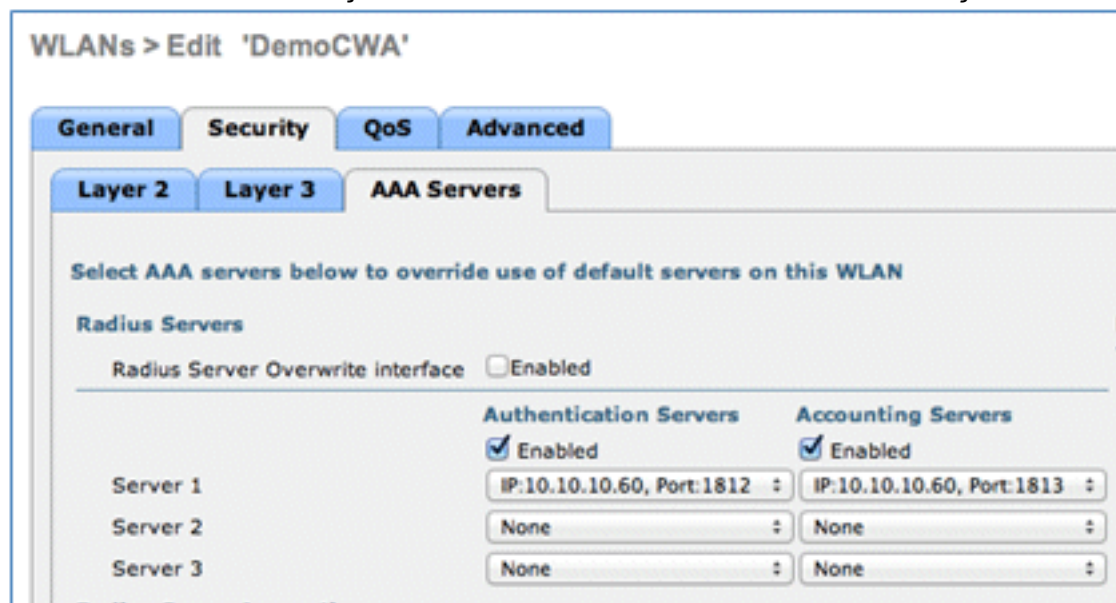 WLANs > Edit 'DemoCWA'
General Security QoS Advanced
Layer 2 Layer 3 AAA Servers
Select AAA servers below to override use of default servers on this WLAN
Radius Servers
Radius Server Overwrite interface Enabled
Authentication Servers Accounting Servers
Enabled Enabled
Server 1 IP:10.10.10.60, Port:1812 IP:10.10.10.60, Port:1813
Server 2 None None
Server 3 None None